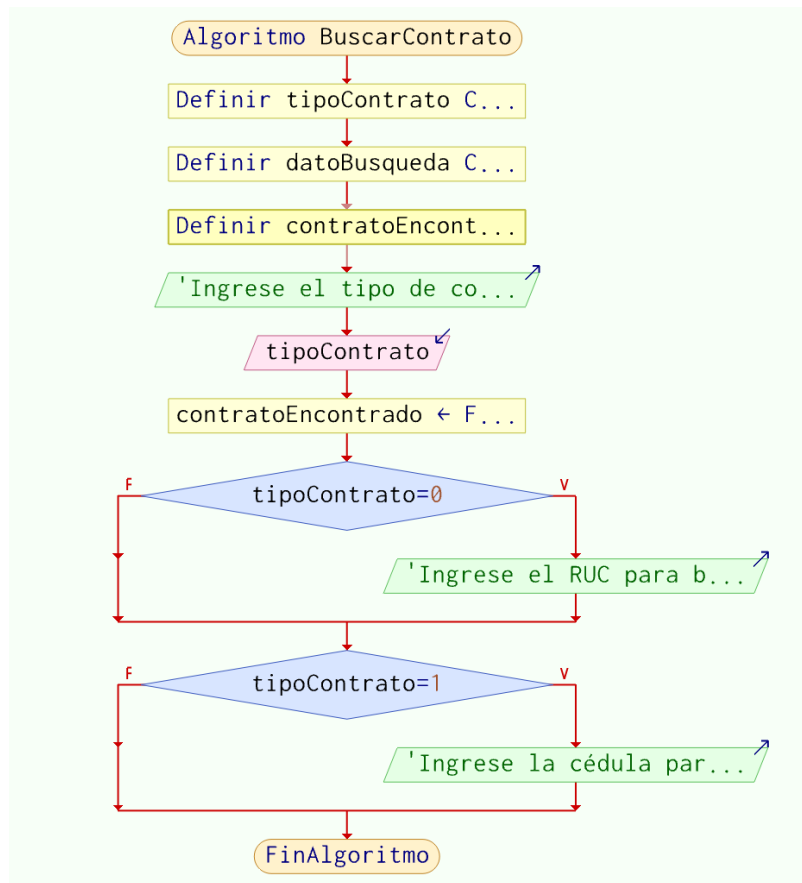 Algoritmo BuscarContrato
Definir tipoContrato C...
Definir datoBusqueda C...
Definir contratoEncont...
'Ingrese el tipo de co...
tipoContrato
contratoEncontrado ← F...
F
tipoContrato=0
V
'Ingrese el RUC para b...
F
tipoContrato=1
V
'Ingrese la cédula par...
FinAlgoritmo